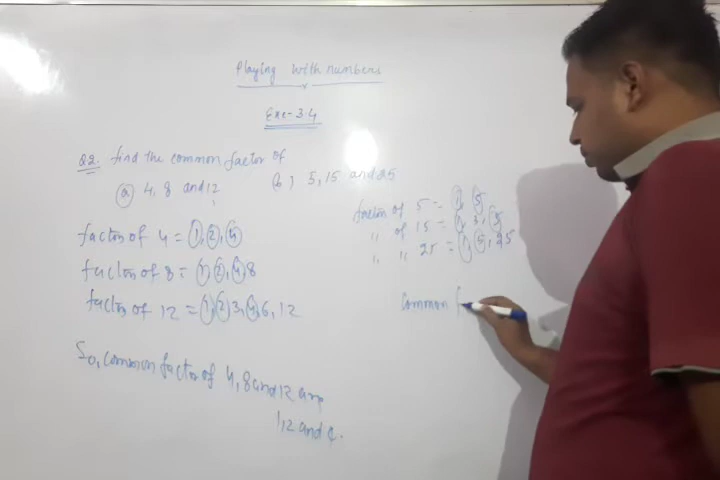 Playing with numbers
Exe-3.4
Q2. find the common factor of
(a) 4, 8 and 12
(b) 5, 15 and 25
factor of 4 = 1, 2, 4
factor of 8 = 1, 2, 4, 8
factor of 12 = 1, 2, 3, 4, 6, 12
So, common factor of 4, 8 and 12 are
1, 2 and 4.
factor of 5 = 1, 5
" of 15 = 1, 3, 5
" " 25 = 1, 5, 25
Common f